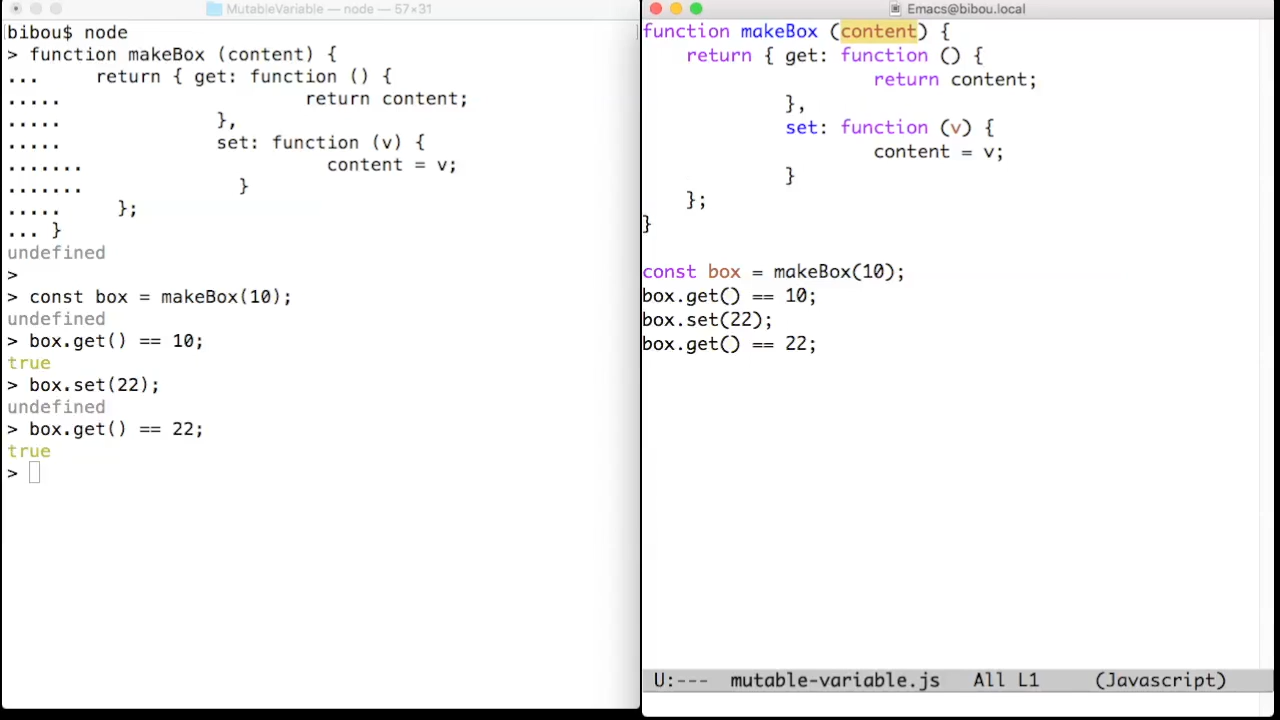 MutableVariable — node — 57×31
bibou$ node
> function makeBox (content) {
...     return { get: function () {
.....                      return content;
.....              },
.....              set: function (v) {
.......                      content = v;
.......              }
.....     };
... }
undefined
>
> const box = makeBox(10);
undefined
> box.get() == 10;
true
> box.set(22);
undefined
> box.get() == 22;
true
>
Emacs@bibou.local
function makeBox (content) {
    return { get: function () {
                     return content;
             },
             set: function (v) {
                     content = v;
             }
    };
}
const box = makeBox(10);
box.get() == 10;
box.set(22);
box.get() == 22;
U:---  mutable-variable.js   All L1     (Javascript)